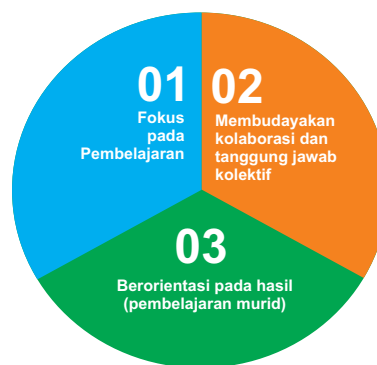 01
Fokus
pada
Pembelajaran
02
Membudayakan
kolaborasi dan
tanggung jawab
kolektif
03
Berorientasi pada hasil
(pembelajaran murid)